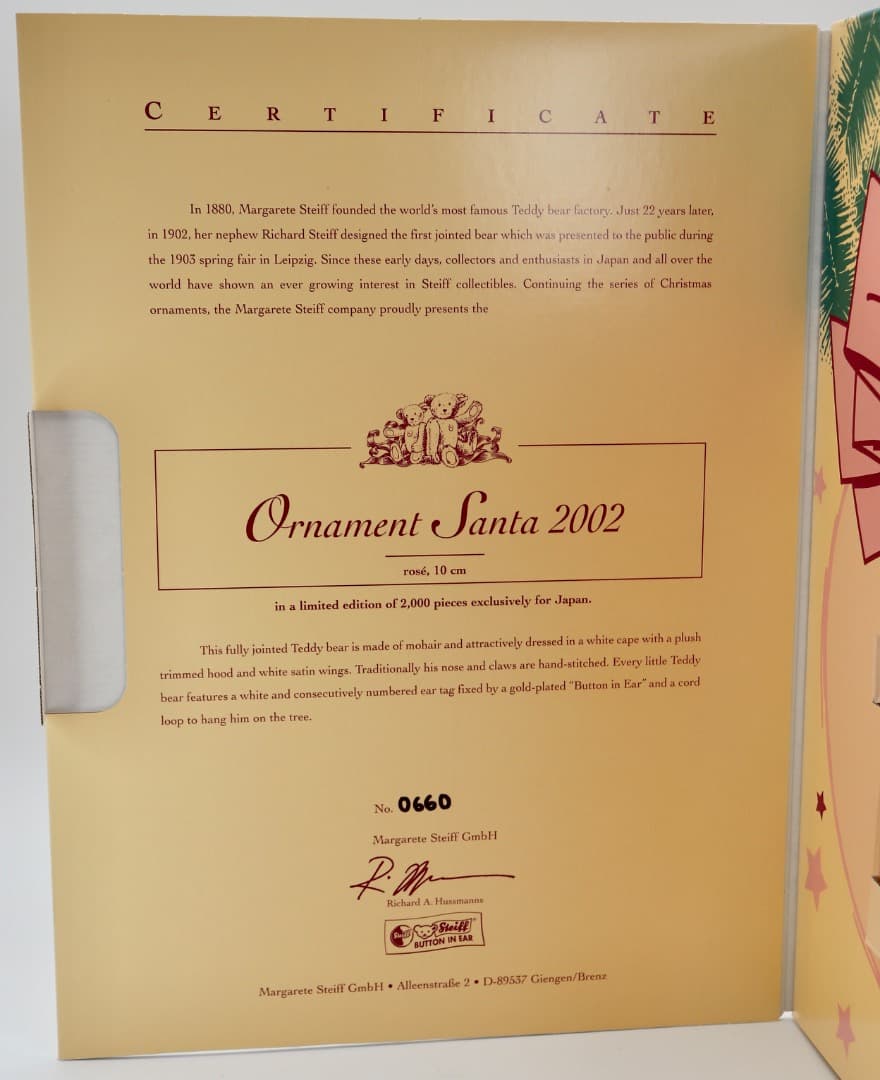 CERTIFICATE
In 1880, Margarete Steiff founded the world's most famous Teddy bear factory. Just 22 years later,
in 1902, her nephew Richard Steiff designed the first jointed bear which was presented to the public during
the 1903 spring fair in Leipzig. Since these early days, collectors and enthusiasts in Japan and all over the
world have shown an ever growing interest in Steiff collectibles. Continuing the series of Christmas
ornaments, the Margarete Steiff company proudly presents the
Ornament Santa 2002
rosé, 10 cm
in a limited edition of 2,000 pieces exclusively for Japan.
This fully jointed Teddy bear is made of mohair and attractively dressed in a white cape with a plush
trimmed hood and white satin wings. Traditionally his nose and claws are hand-stitched. Every little Teddy
bear features a white and consecutively numbered ear tag fixed by a gold-plated “Button in Ear” and a cord
loop to hang him on the tree.
No. 0660
Margarete Steiff GmbH
Richard A. Hussmanns
Steiff Steiff
BUTTON IN EAR
Margarete Steiff GmbH • Alleenstraße 2 • D-89537 Giengen/Brenz